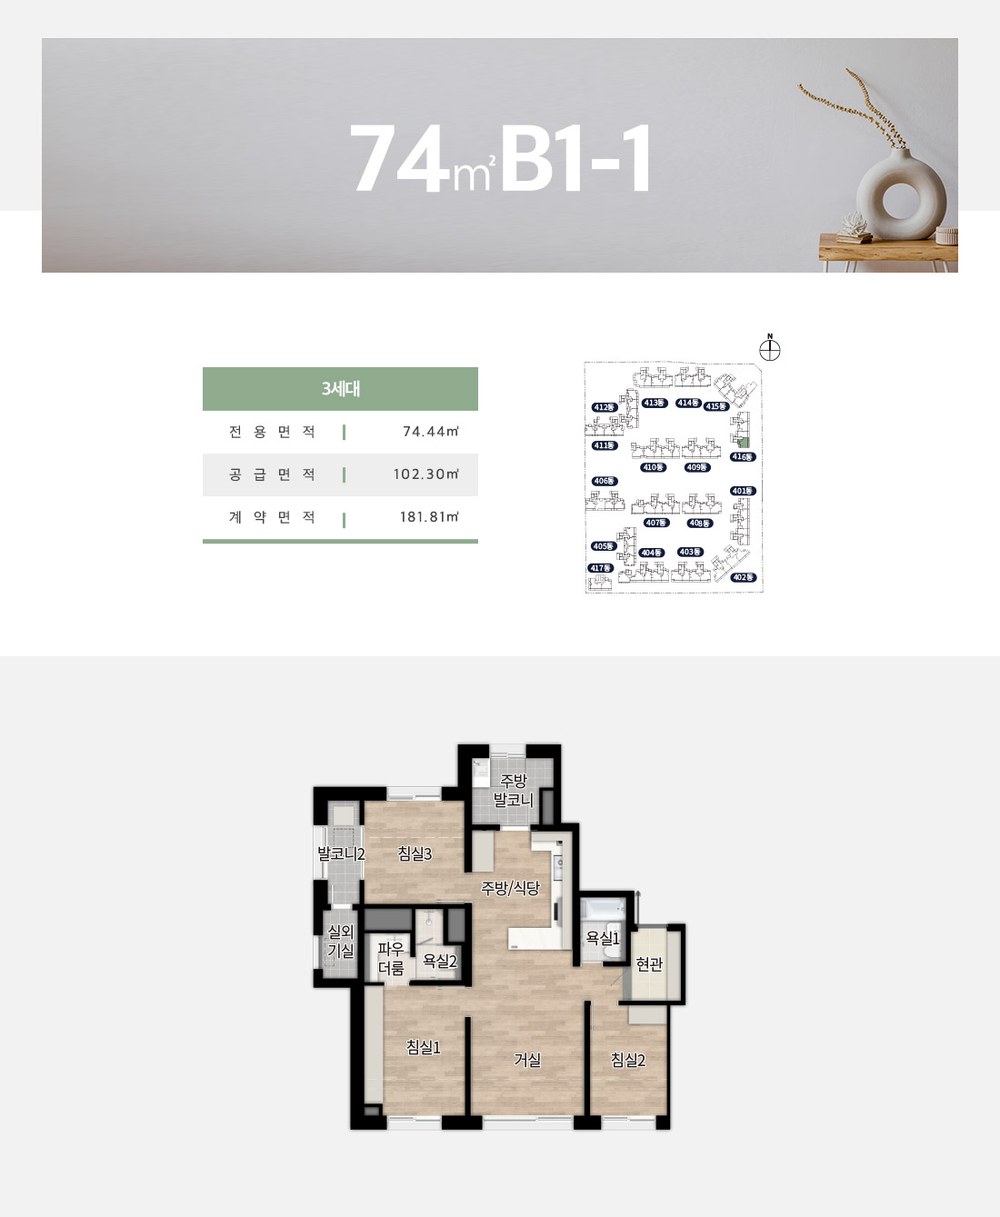 74㎡B1-1
3세대
전용면적 74.44㎡
공급면적 102.30㎡
계약면적 181.81㎡
N
412동
413동
414동
415동
411동
416동
410동
409동
406동
401동
407동
408동
405동
404동
403동
417동
402동
주방
발코니
발코니2
침실3
주방/식당
실외
기실
파우
더룸
욕실2
욕실1
현관
침실1
거실
침실2